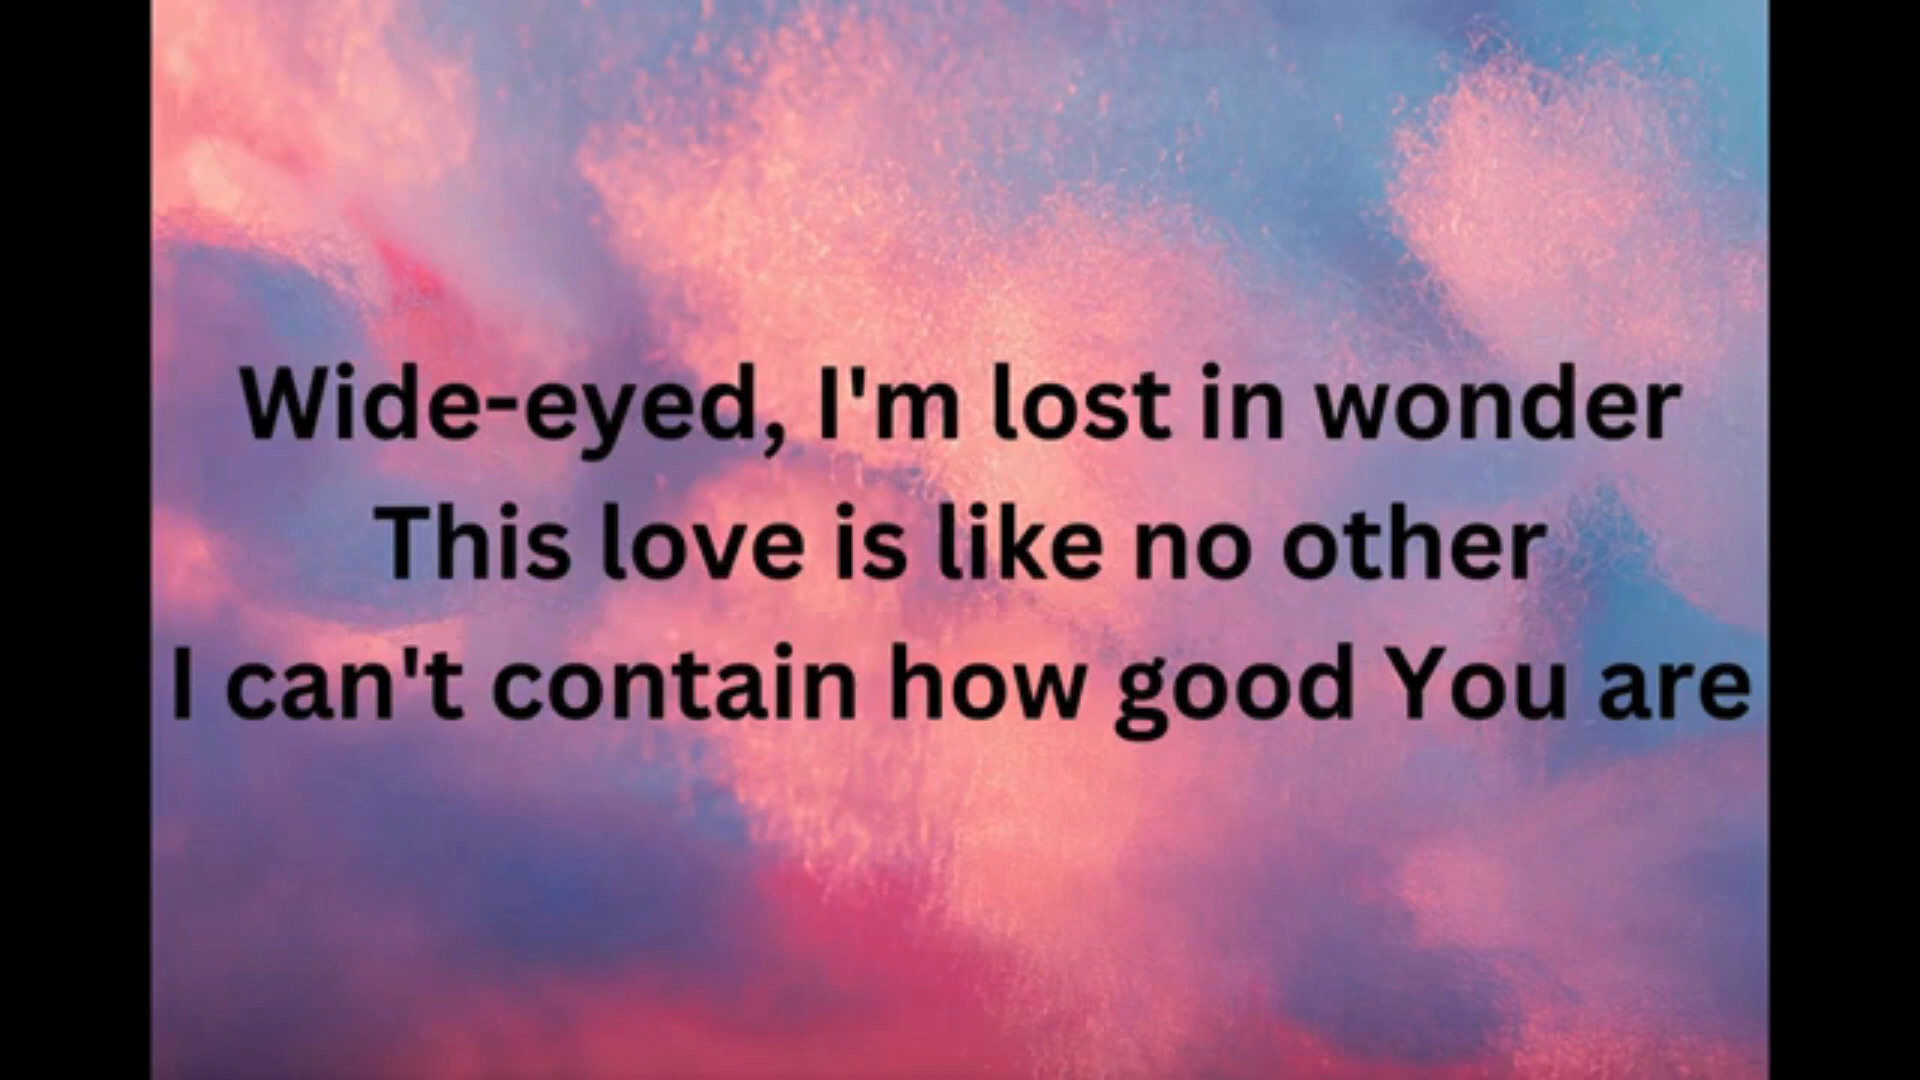 Wide-eyed, I'm lost in wonder
This love is like no other
I can't contain how good You are